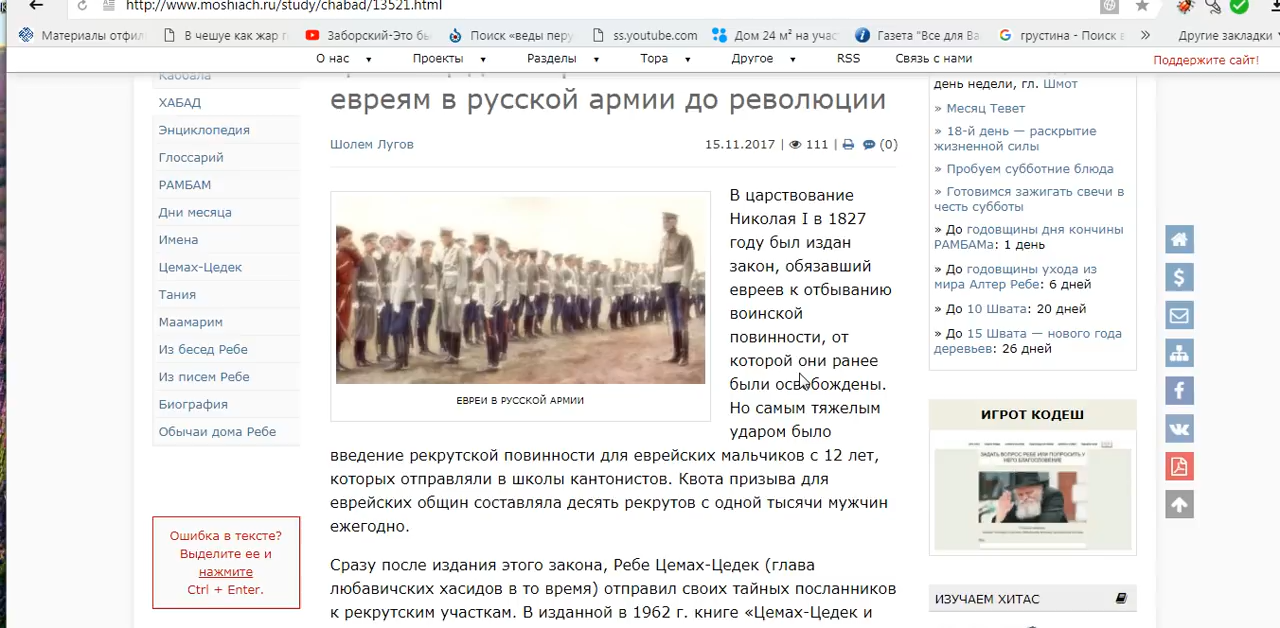 http://www.moshiach.ru/study/chabad/13521.html
Материалы отфил
В чешуе как жар г
Заборский-Это бы
Поиск «веды перу
ss.youtube.com
Дом 24 м² на учас
Газета "Все для Ва
грустина - Поиск в
Другие закладки
О нас
Проекты
Разделы
Тора
Другое
RSS
Связь с нами
Поддержите сайт!
Каббала
ХАБАД
Энциклопедия
Глоссарий
РАМБАМ
Дни месяца
Имена
Цемах-Цедек
Тания
Маамарим
Из бесед Ребе
Из писем Ребе
Биография
Обычаи дома Ребе
Ошибка в тексте?
Выделите ее и
нажмите
Ctrl + Enter.
евреям в русской армии до революции
Шолем Лугов
15.11.2017 | 111 | (0)
ЕВРЕИ В РУССКОЙ АРМИИ
В царствование
Николая I в 1827
году был издан
закон, обязавший
евреев к отбыванию
воинской
повинности, от
которой они ранее
были освобождены.
Но самым тяжелым
ударом было
введение рекрутской повинности для еврейских мальчиков с 12 лет,
которых отправляли в школы кантонистов. Квота призыва для
еврейских общин составляла десять рекрутов с одной тысячи мужчин
ежегодно.
Сразу после издания этого закона, Ребе Цемах-Цедек (глава
любавичских хасидов в то время) отправил своих тайных посланников
к рекрутским участкам. В изданной в 1962 г. книге «Цемах-Цедек и
день недели, гл. Шмот
» Месяц Тевет
» 18-й день — раскрытие
жизненной силы
» Пробуем субботние блюда
» Готовимся зажигать свечи в
честь субботы
» До годовщины дня кончины
РАМБАМа: 1 день
» До годовщины ухода из
мира Алтер Ребе: 6 дней
» До 10 Швата: 20 дней
» До 15 Швата — нового года
деревьев: 26 дней
ИГРОТ КОДЕШ
ЗАДАТЬ ВОПРОС РЕБЕ ИЛИ ПОПРОСИТЬ У
НЕГО БЛАГОСЛОВЕНИЕ
ИЗУЧАЕМ ХИТАС